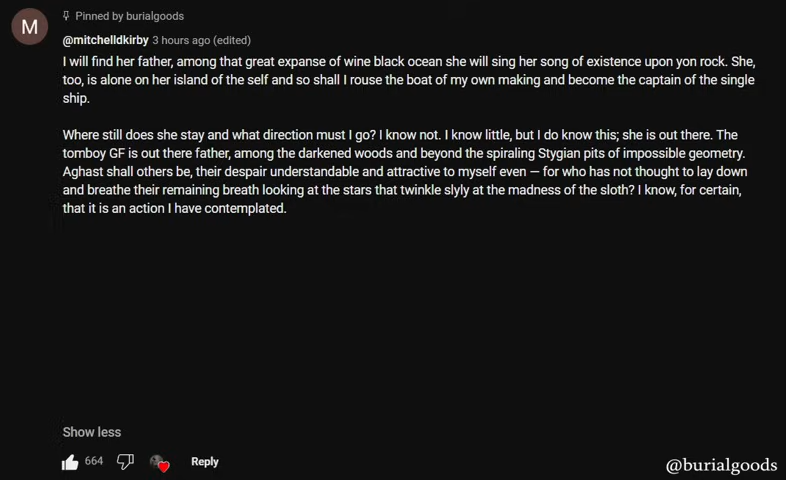 M
Pinned by burialgoods
@mitchelldkirby 3 hours ago (edited)
I will find her father, among that great expanse of wine black ocean she will sing her song of existence upon yon rock. She,
too, is alone on her island of the self and so shall I rouse the boat of my own making and become the captain of the single
ship.
Where still does she stay and what direction must I go? I know not. I know little, but I do know this; she is out there. The
tomboy GF is out there father, among the darkened woods and beyond the spiraling Stygian pits of impossible geometry.
Aghast shall others be, their despair understandable and attractive to myself even — for who has not thought to lay down
and breathe their remaining breath looking at the stars that twinkle slyly at the madness of the sloth? I know, for certain,
that it is an action I have contemplated.
Show less
664 Reply
@burialgoods